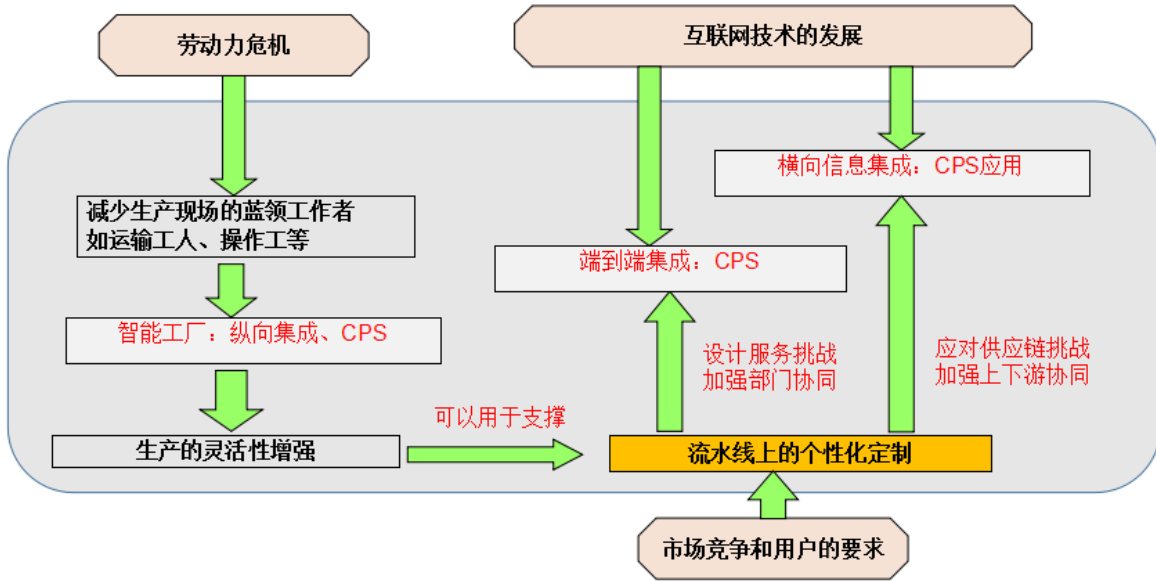 劳动力危机
互联网技术的发展
横向信息集成：CPS应用
减少生产现场的蓝领工作者
如运输工人、操作工等
端到端集成：CPS
智能工厂：纵向集成、CPS
设计服务挑战
加强部门协同
应对供应链挑战
加强上下游协同
可以用于支撑
生产的灵活性增强
流水线上的个性化定制
市场竞争和用户的要求